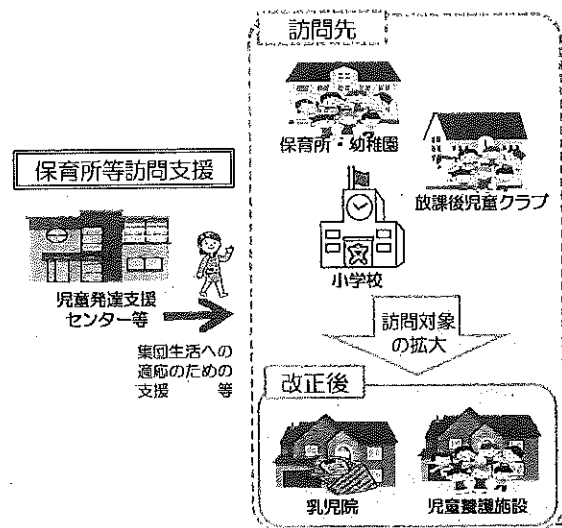 訪問先
保育所・幼稚園
放課後児童クラブ
保育所等訪問支援
小学校
児童発達支援
センター等
集団生活への
適応のための
支援 等
訪問対象
の拡大
改正後
乳児院
児童養護施設